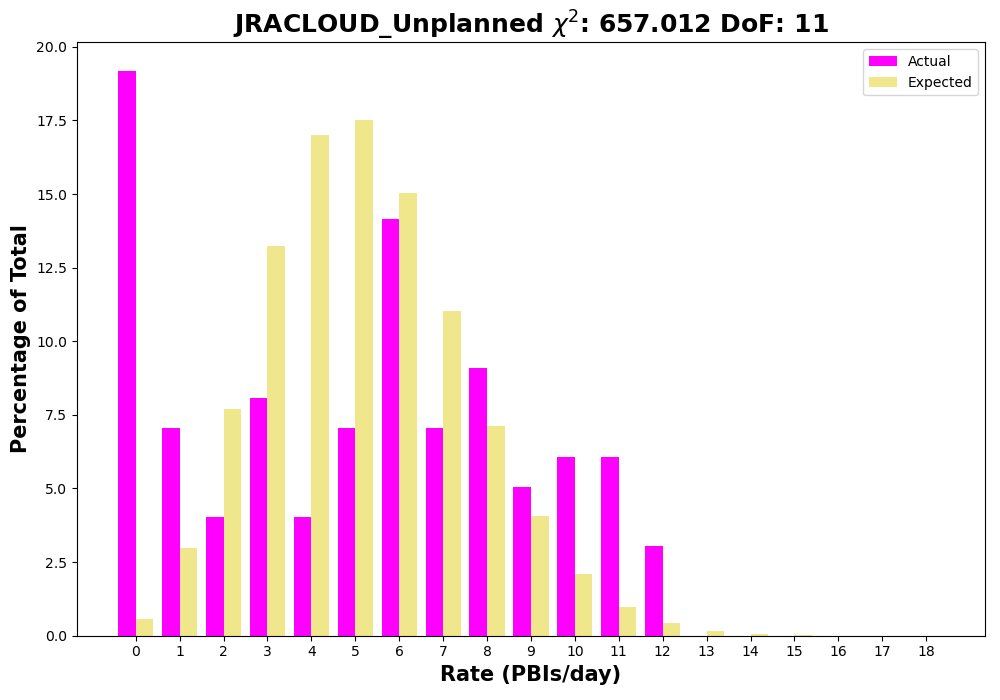 JRACLOUD_Unplanned χ²: 657.012 DoF: 11
Actual
Expected
Percentage of Total
20.0
17.5
15.0
12.5
10.0
7.5
5.0
2.5
0.0
0 1 2 3 4 5 6 7 8 9 10 11 12 13 14 15 16 17 18
Rate (PBIs/day)